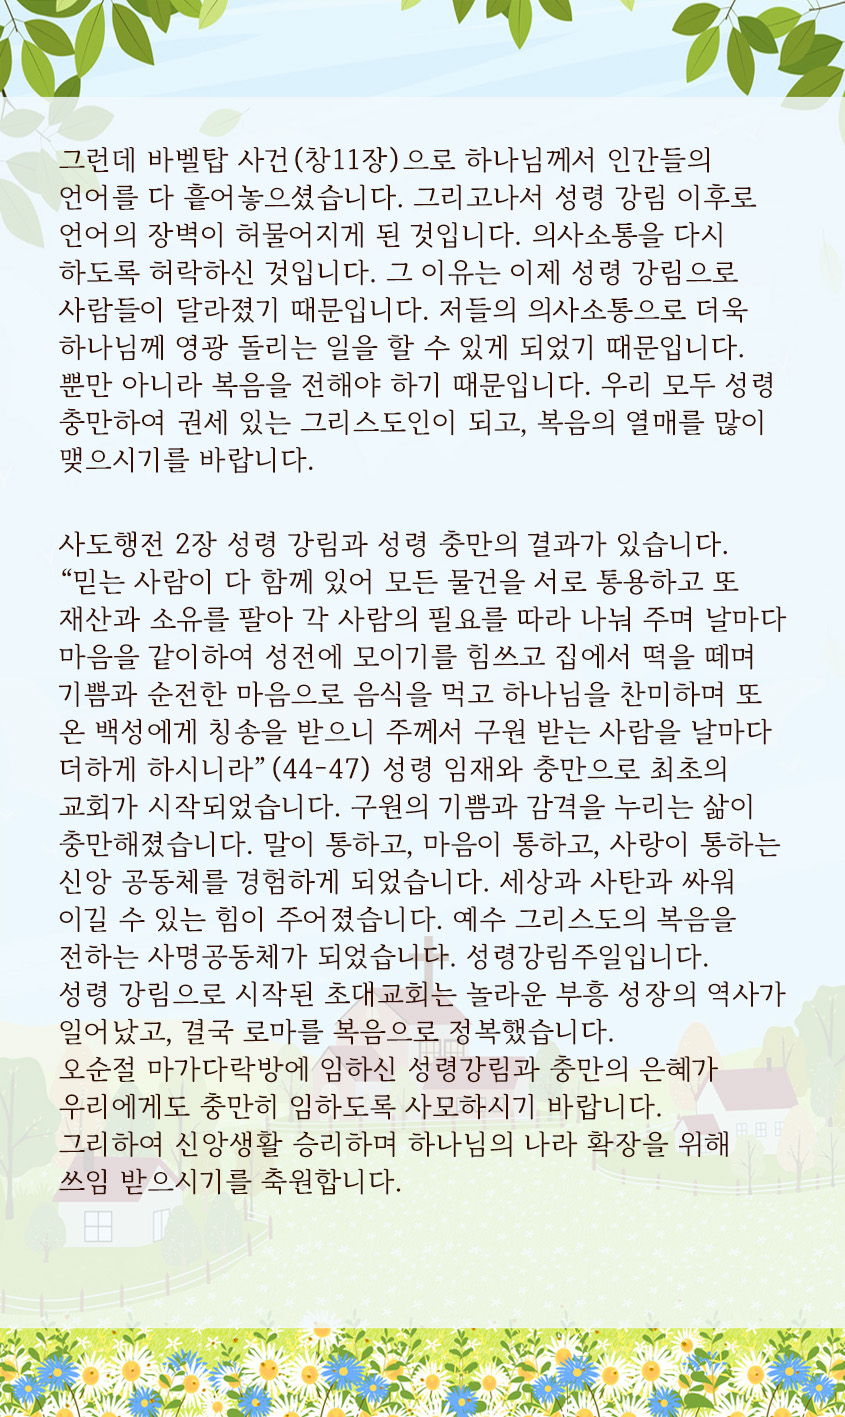 그런데 바벨탑 사건(창11장)으로 하나님께서 인간들의
언어를 다 흩어놓으셨습니다. 그리고나서 성령 강림 이후로
언어의 장벽이 허물어지게 된 것입니다. 의사소통을 다시
하도록 허락하신 것입니다. 그 이유는 이제 성령 강림으로
사람들이 달라졌기 때문입니다. 저들의 의사소통으로 더욱
하나님께 영광 돌리는 일을 할 수 있게 되었기 때문입니다.
뿐만 아니라 복음을 전해야 하기 때문입니다. 우리 모두 성령
충만하여 권세 있는 그리스도인이 되고, 복음의 열매를 많이
맺으시기를 바랍니다.
사도행전 2장 성령 강림과 성령 충만의 결과가 있습니다.
“믿는 사람이 다 함께 있어 모든 물건을 서로 통용하고 또
재산과 소유를 팔아 각 사람의 필요를 따라 나눠 주며 날마다
마음을 같이하여 성전에 모이기를 힘쓰고 집에서 떡을 떼며
기쁨과 순전한 마음으로 음식을 먹고 하나님을 찬미하며 또
온 백성에게 칭송을 받으니 주께서 구원 받는 사람을 날마다
더하게 하시니라”(44-47) 성령 임재와 충만으로 최초의
교회가 시작되었습니다. 구원의 기쁨과 감격을 누리는 삶이
충만해졌습니다. 말이 통하고, 마음이 통하고, 사랑이 통하는
신앙 공동체를 경험하게 되었습니다. 세상과 사탄과 싸워
이길 수 있는 힘이 주어졌습니다. 예수 그리스도의 복음을
전하는 사명공동체가 되었습니다. 성령강림주일입니다.
성령 강림으로 시작된 초대교회는 놀라운 부흥 성장의 역사가
일어났고, 결국 로마를 복음으로 정복했습니다.
오순절 마가다락방에 임하신 성령강림과 충만의 은혜가
우리에게도 충만히 임하도록 사모하시기 바랍니다.
그리하여 신앙생활 승리하며 하나님의 나라 확장을 위해
쓰임 받으시기를 축원합니다.